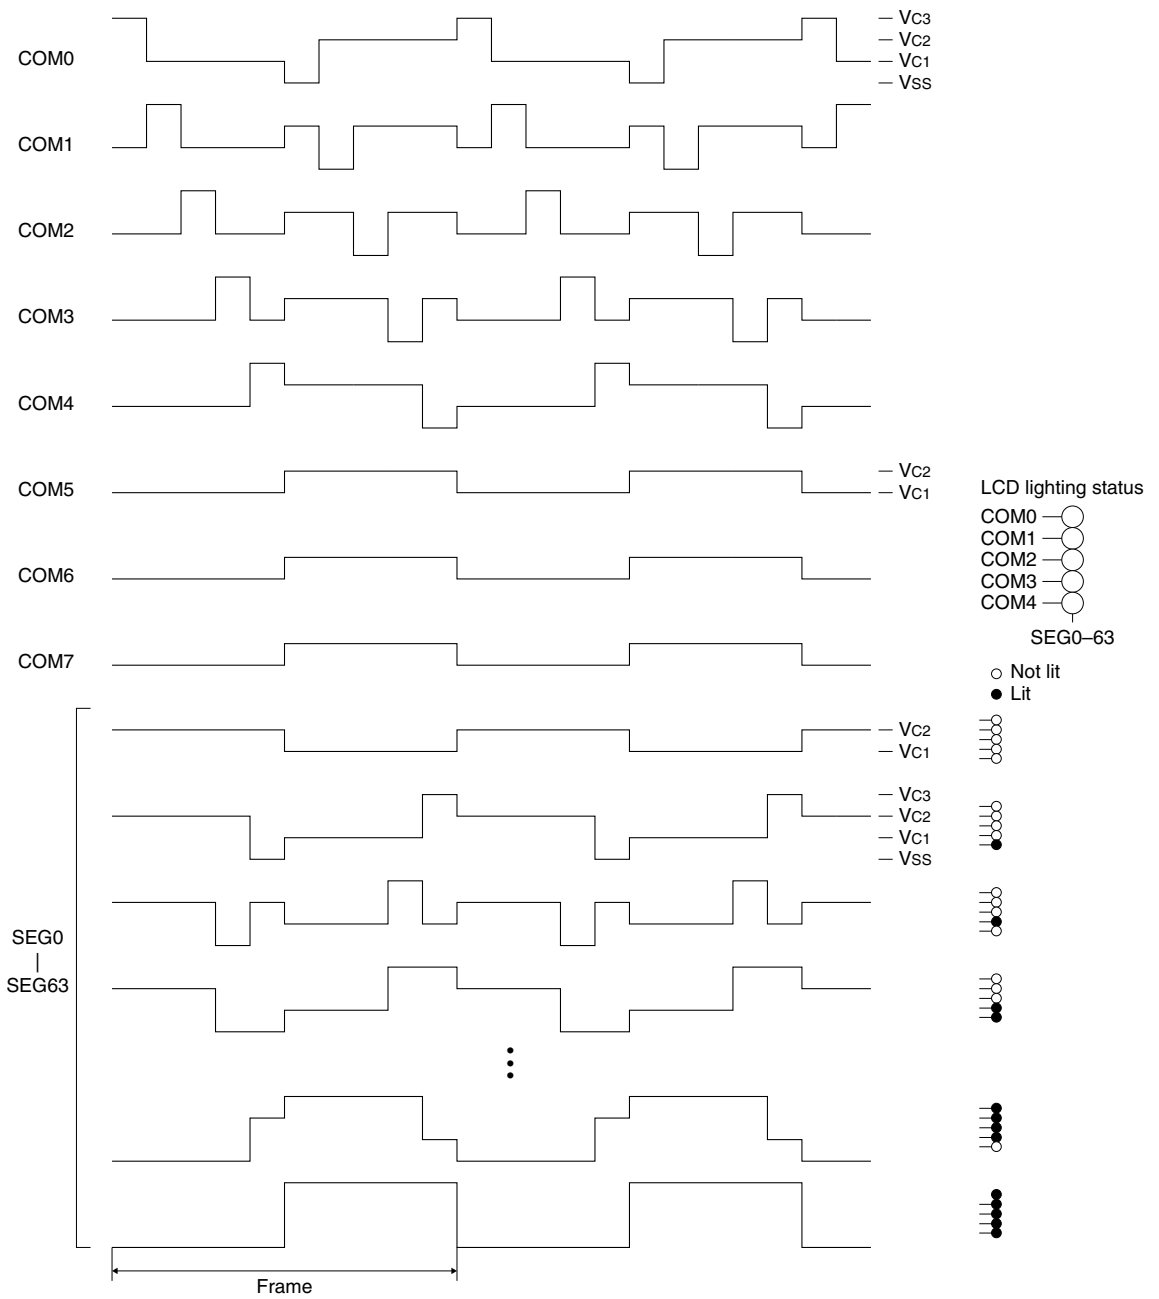 COM0
VC3
VC2
VC1
VSS
COM1
COM2
COM3
COM4
COM5
VC2
VC1
COM6
COM7
LCD lighting status
COM0
COM1
COM2
COM3
COM4
SEG0–63
Not lit
Lit
VC2
VC1
VC3
VC2
VC1
VSS
SEG0
SEG63
Frame